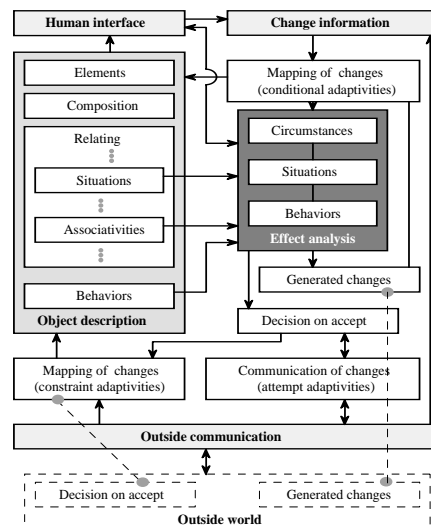 Human interface
Change information
Elements
Composition
Relating
Situations
Associativities
Behaviors
Object description
Mapping of changes
(conditional adaptivities)
Circumstances
Situations
Behaviors
Effect analysis
Generated changes
Decision on accept
Mapping of changes
(constraint adaptivities)
Communication of changes
(attempt adaptivities)
Outside communication
Decision on accept
Generated changes
Outside world